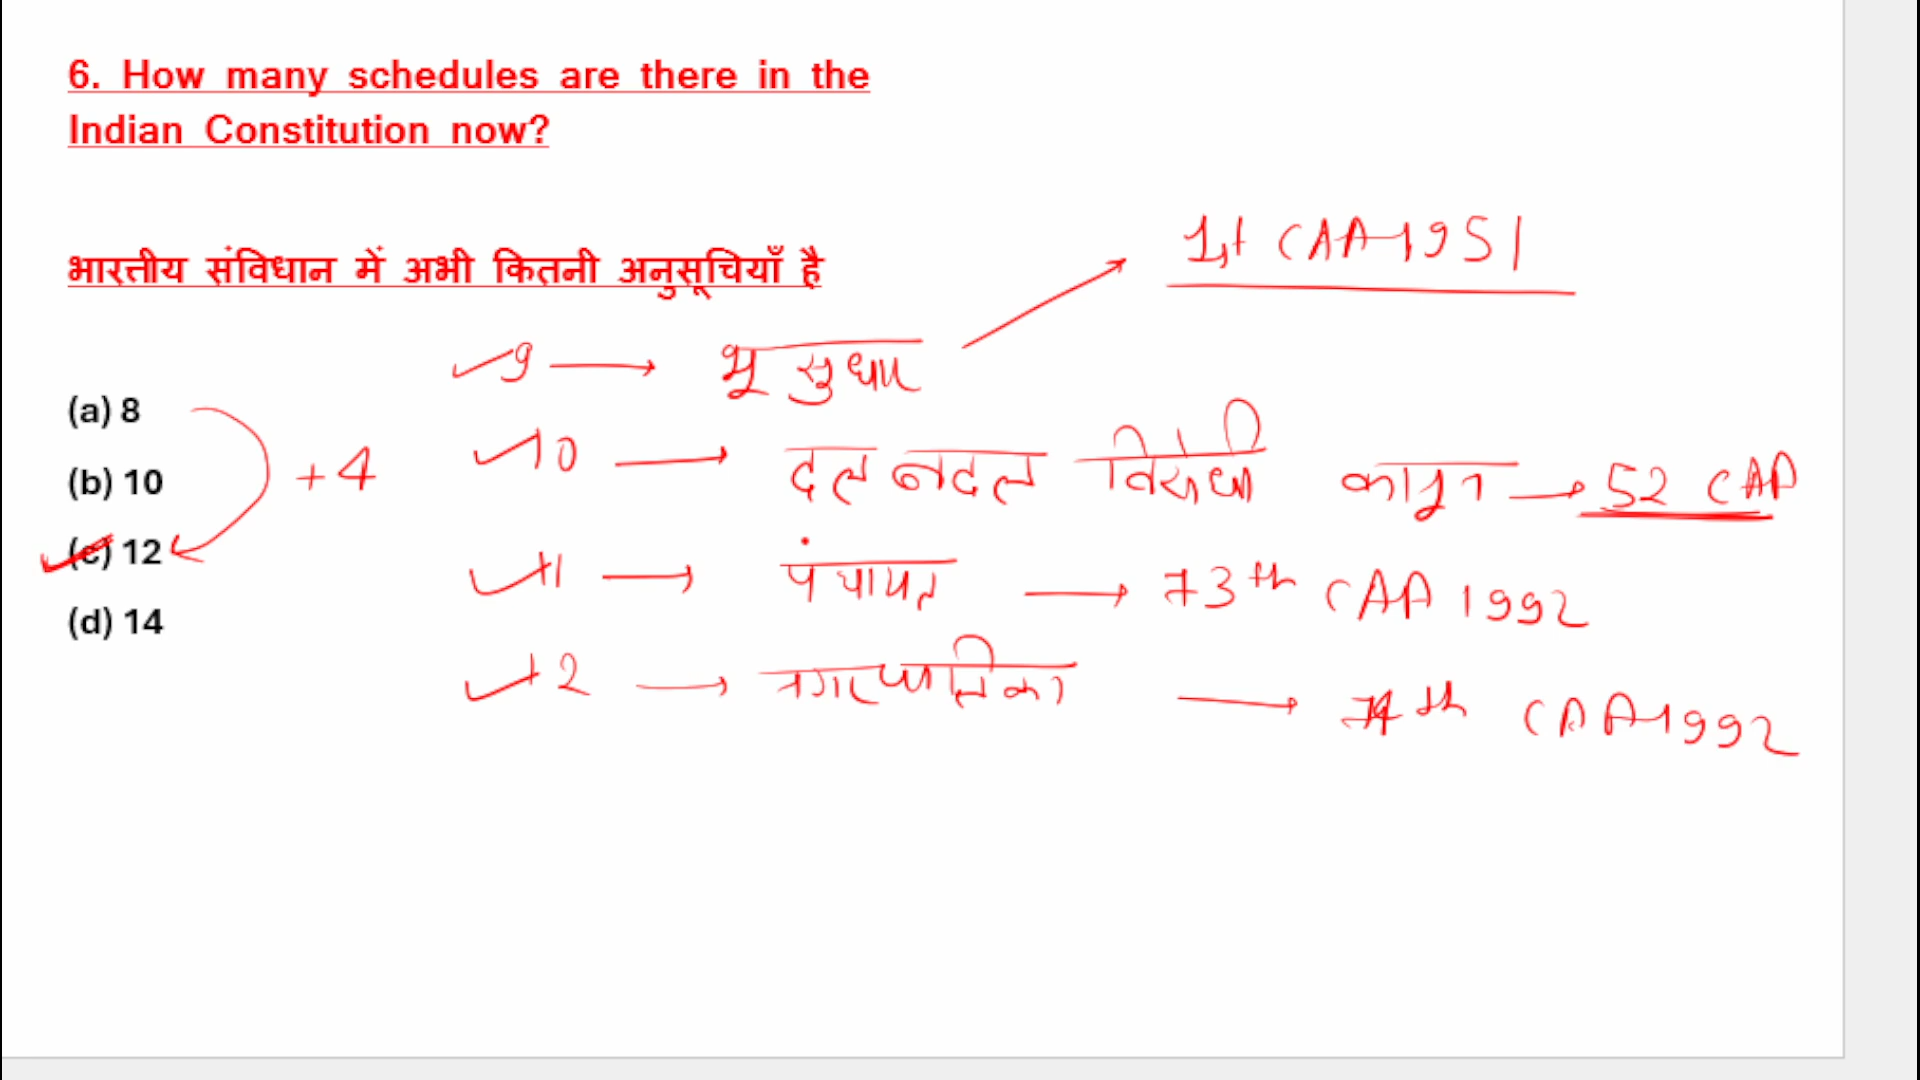 6. How many schedules are there in the
Indian Constitution now?
भारतीय संविधान में अभी कितनी अनुसूचियाँ है
1st CAA 1951
9 → भू सुधार
(a) 8
(b) 10
(c) 12
(d) 14
+4
10 → दल बदल विरोधी कानून → 52 CAA
11 → पंचायत → 73th CAA 1992
12 → नगरपालिका → 74th CAA 1992